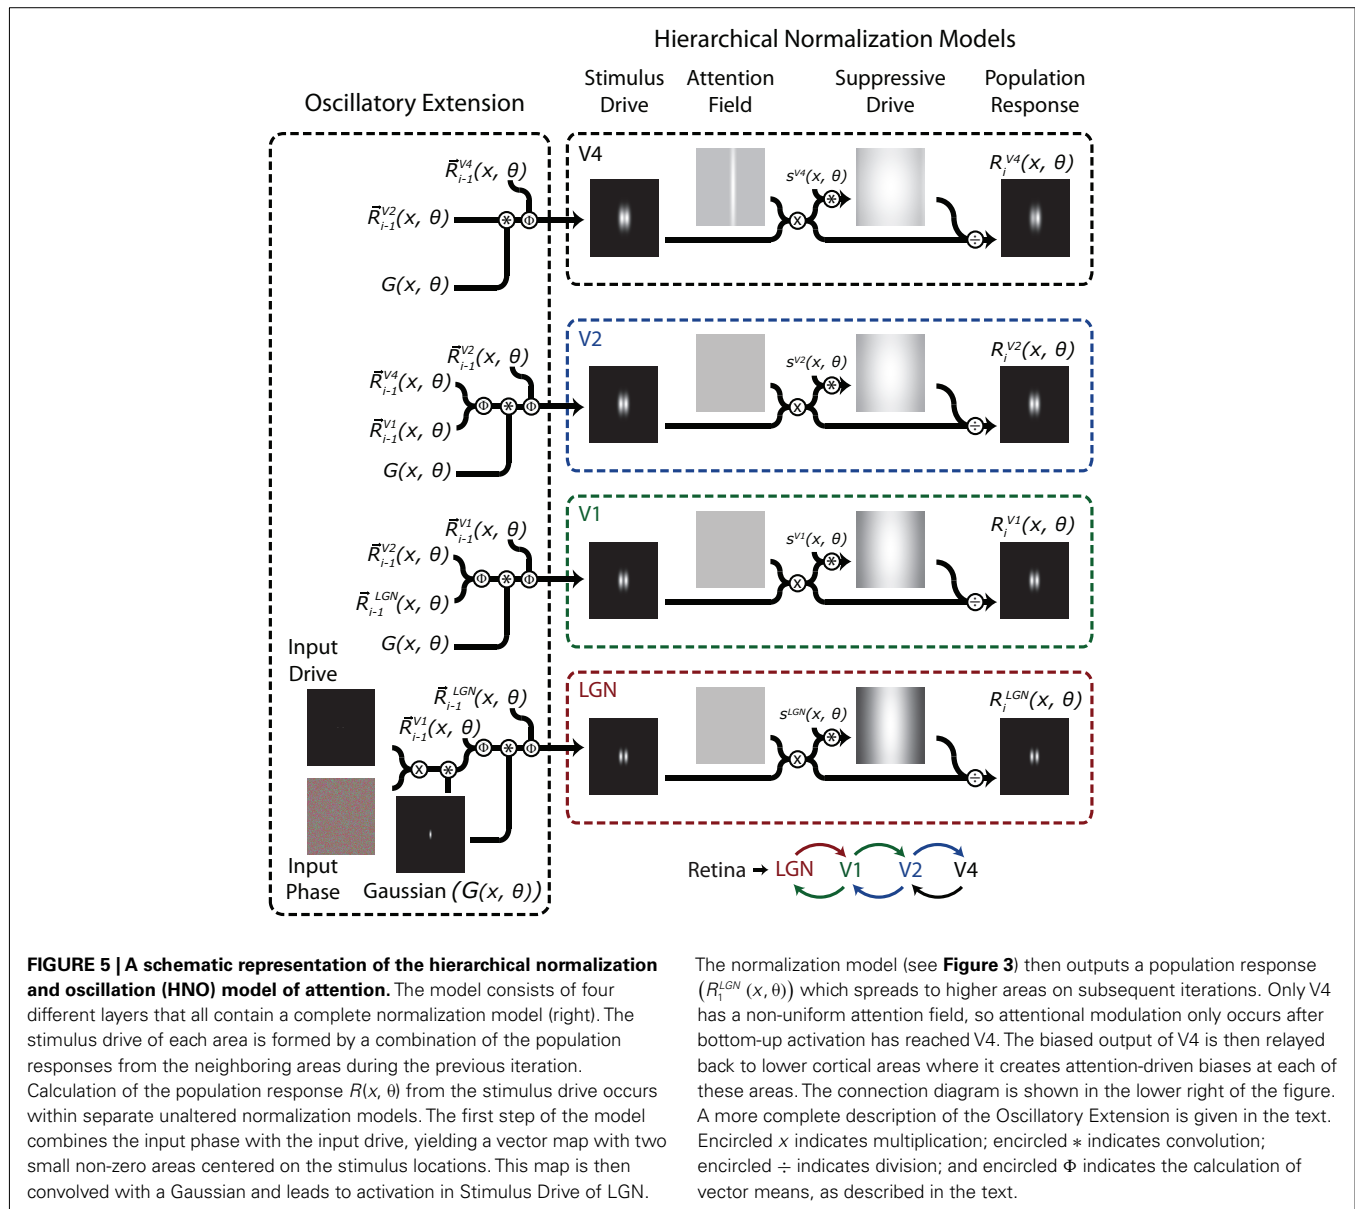 Hierarchical Normalization Models
Oscillatory Extension
Stimulus Drive
Attention Field
Suppressive Drive
Population Response
R⃗ᵢ₋₁ⱽ⁴(x, θ)
R⃗ᵢ₋₁ⱽ²(x, θ)
G(x, θ)
V4
sⱽ⁴(x, θ)
*
Φ
x
*
÷
Rᵢⱽ⁴(x, θ)
R⃗ᵢ₋₁ⱽ²(x, θ)
R⃗ᵢ₋₁ⱽ⁴(x, θ)
R⃗ᵢ₋₁ⱽ¹(x, θ)
G(x, θ)
Φ
*
Φ
V2
sⱽ²(x, θ)
x
*
÷
Rᵢⱽ²(x, θ)
R⃗ᵢ₋₁ⱽ¹(x, θ)
R⃗ᵢ₋₁ⱽ²(x, θ)
R⃗ᵢ₋₁ᴸᴳᴺ(x, θ)
G(x, θ)
Φ
*
Φ
V1
sⱽ¹(x, θ)
x
*
÷
Rᵢⱽ¹(x, θ)
Input Drive
R⃗ᵢ₋₁ᴸᴳᴺ(x, θ)
R⃗ᵢ₋₁ⱽ¹(x, θ)
x
*
Φ
*
Φ
Input Phase
Gaussian (G(x, θ))
LGN
sᴸᴳᴺ(x, θ)
x
*
÷
Rᵢᴸᴳᴺ(x, θ)
Retina
LGN
V1
V2
V4
FIGURE 5 | A schematic representation of the hierarchical normalization
and oscillation (HNO) model of attention. The model consists of four
different layers that all contain a complete normalization model (right). The
stimulus drive of each area is formed by a combination of the population
responses from the neighboring areas during the previous iteration.
Calculation of the population response R(x, θ) from the stimulus drive occurs
within separate unaltered normalization models. The first step of the model
combines the input phase with the input drive, yielding a vector map with two
small non-zero areas centered on the stimulus locations. This map is then
convolved with a Gaussian and leads to activation in Stimulus Drive of LGN.
The normalization model (see Figure 3) then outputs a population response
(R₁ᴸᴳᴺ (x, θ)) which spreads to higher areas on subsequent iterations. Only V4
has a non-uniform attention field, so attentional modulation only occurs after
bottom-up activation has reached V4. The biased output of V4 is then relayed
back to lower cortical areas where it creates attention-driven biases at each of
these areas. The connection diagram is shown in the lower right of the figure.
A more complete description of the Oscillatory Extension is given in the text.
Encircled x indicates multiplication; encircled * indicates convolution;
encircled ÷ indicates division; and encircled Φ indicates the calculation of
vector means, as described in the text.